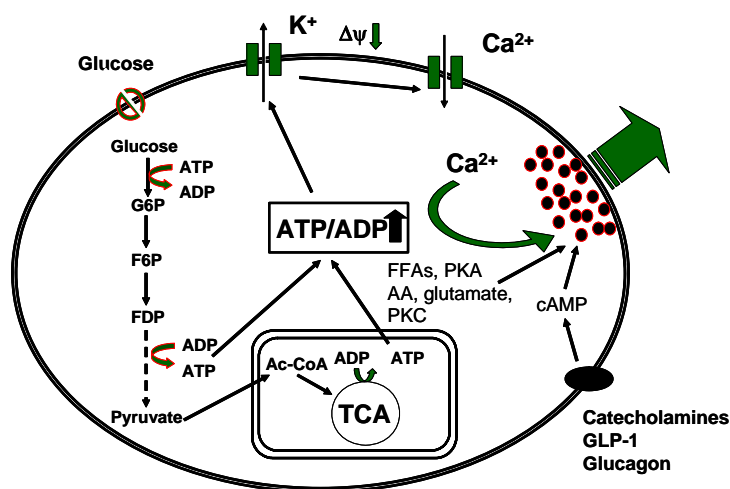 K+
Δψ
Ca2+
Glucose
Glucose
ATP
ADP
G6P
F6P
FDP
ADP
ATP
Pyruvate
ATP/ADP
Ca2+
FFAs, PKA
AA, glutamate,
PKC
cAMP
Ac-CoA
ADP
ATP
TCA
Catecholamines
GLP-1
Glucagon